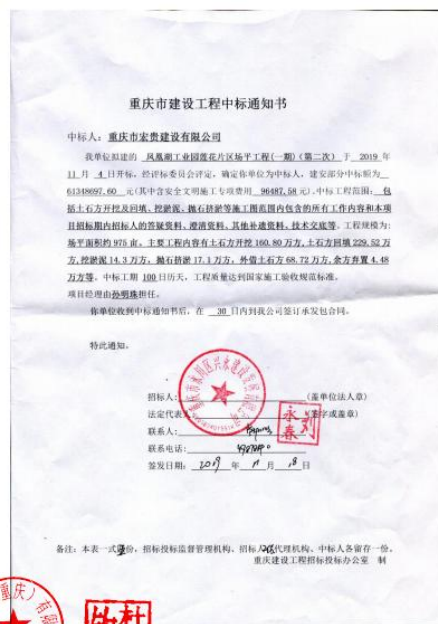 重庆市建设工程中标通知书
中标人：重庆市宏贵建设有限公司
我单位拟建的 凤凰湖工业园莲花片区场平工程(一期)(第二次) 于 2019 年
11 月 4 日开标，经评标委员会评定，确定你单位为中标人，建安部分中标额为
61348697.60 元(其中含安全文明施工专项费用 96487.58 元)。中标工程范围：包
括土石方开挖及回填、挖淤泥、抛石挤淤等施工图范围内包含的所有工作内容和本项
目招标期内招标人的答疑资料、澄清资料、其他补遗资料、技术交底等。工程规模为：
场平面积约 975 亩。主要工程内容有土石方开挖 160.80 万方,土石方回填 229.52 万
方,挖淤泥 14.3 万方、抛石挤淤 17.1 万方、外借土石方 68.72 万方,余方弃置 4.48
万方等。中标工期 100 日历天，工程质量达到国家施工验收规范标准。
项目经理由孙明珠担任。
你单位收到中标通知书后，在 30 日内到我公司签订承发包合同。
特此通知。
招标人： (盖单位法人章)
法定代表人 签字或盖章)
刘永春
联系人：
联系电话：
签发日期： 2019 年 11 月 18 日
备注：本表一式 份，招标投标监督管理机构、招标人 代理机构、中标人各留存一份。
重庆建设工程招标投标办公室 制
重庆）有限
杜